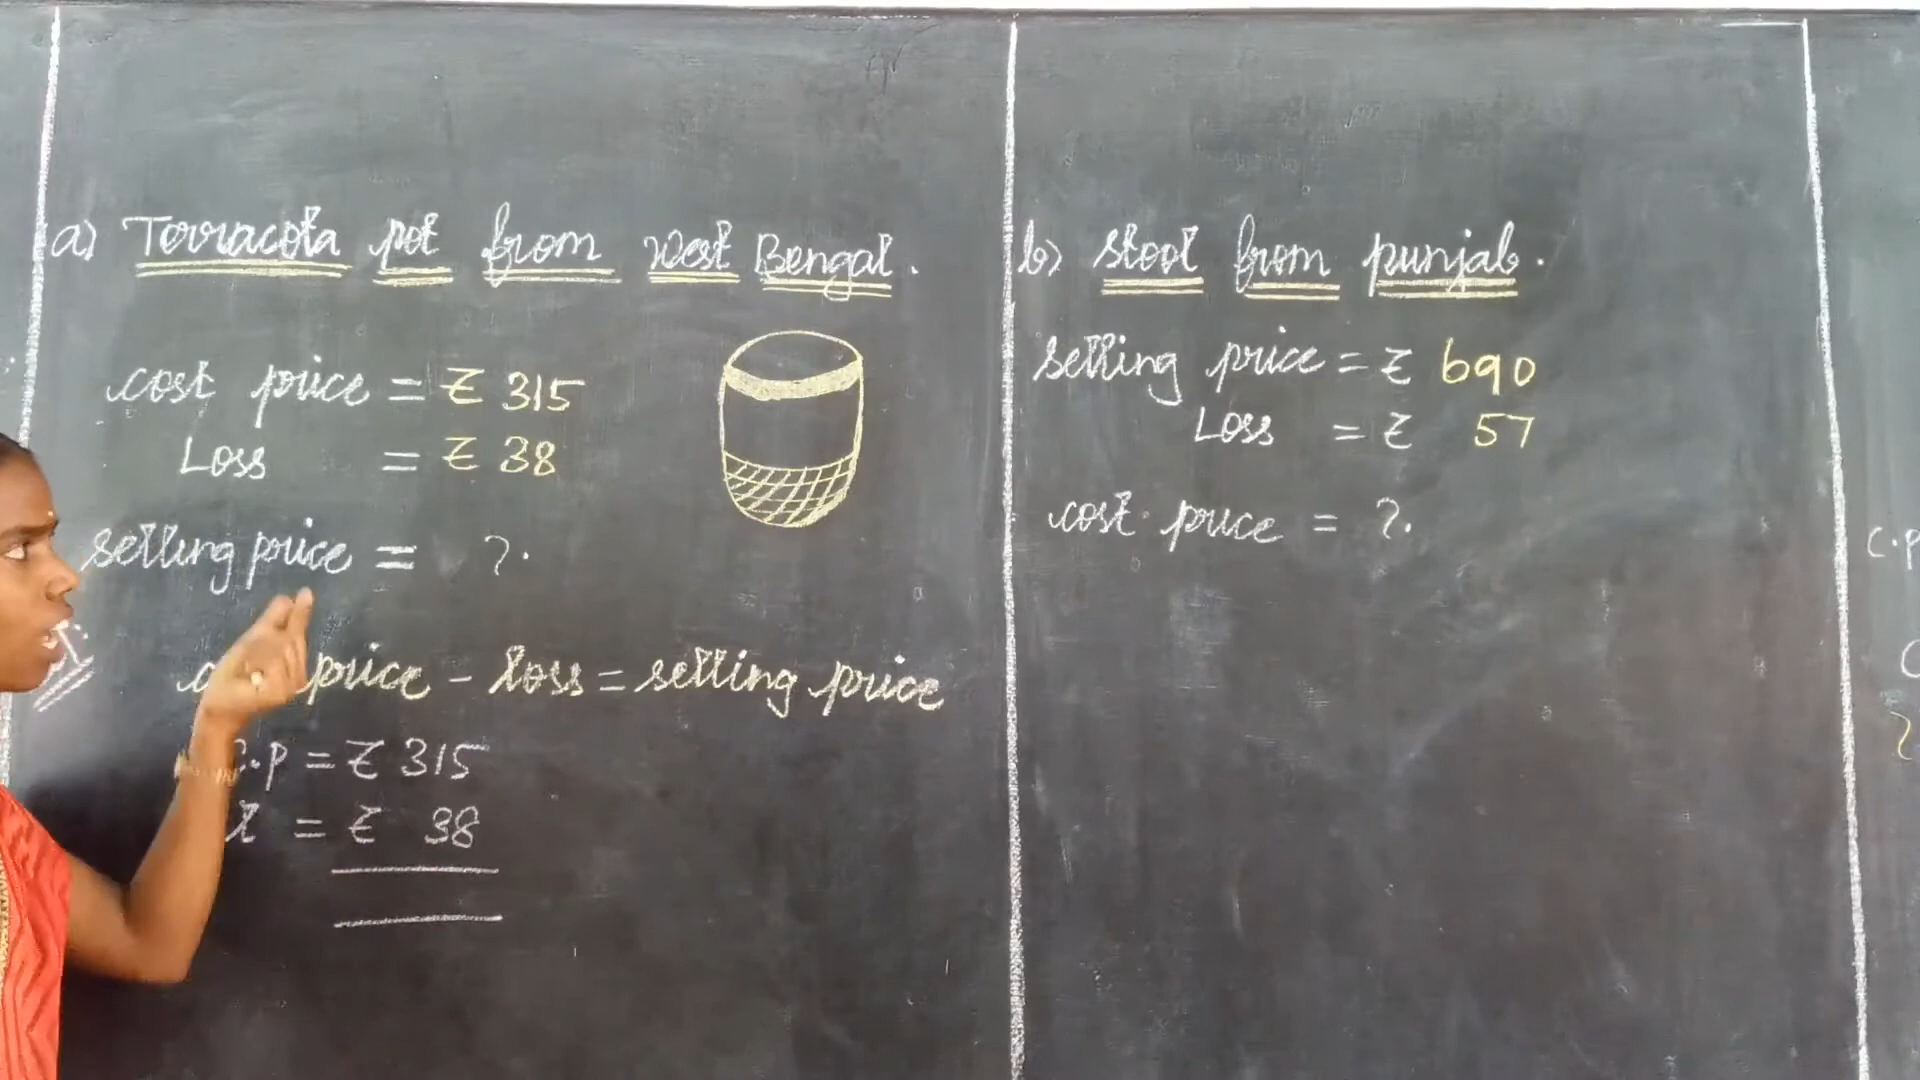 a) Terracota pot from West Bengal.
cost price = ₹ 315
Loss = ₹ 38
selling price = ?.
price - loss = selling price
C.p = ₹ 315
l = ₹ 38
b) stool from punjab.
selling price = ₹ 690
Loss = ₹ 57
cost price = ?.
C.P